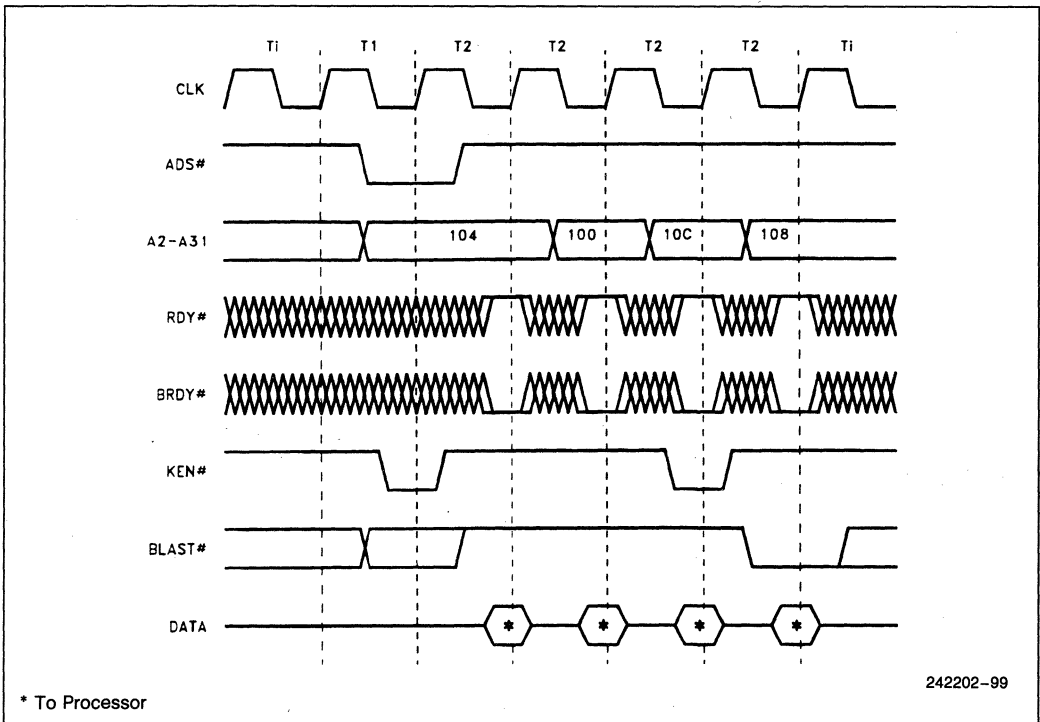 Ti T1 T2 T2 T2 T2 Ti
CLK
ADS#
A2-A31 104 100 10C 108
RDY#
BRDY#
KEN#
BLAST#
DATA * * * *
242202-99
* To Processor